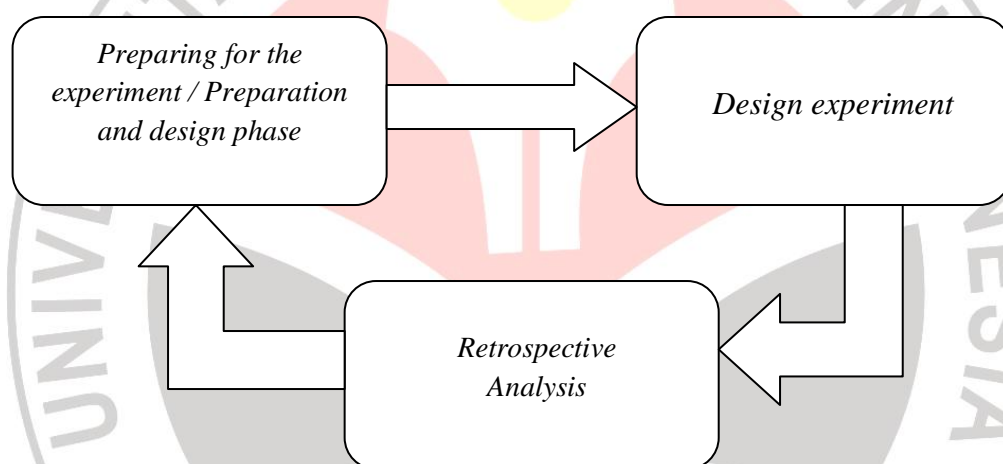 Preparing for the
experiment / Preparation
and design phase
Design experiment
Retrospective
Analysis